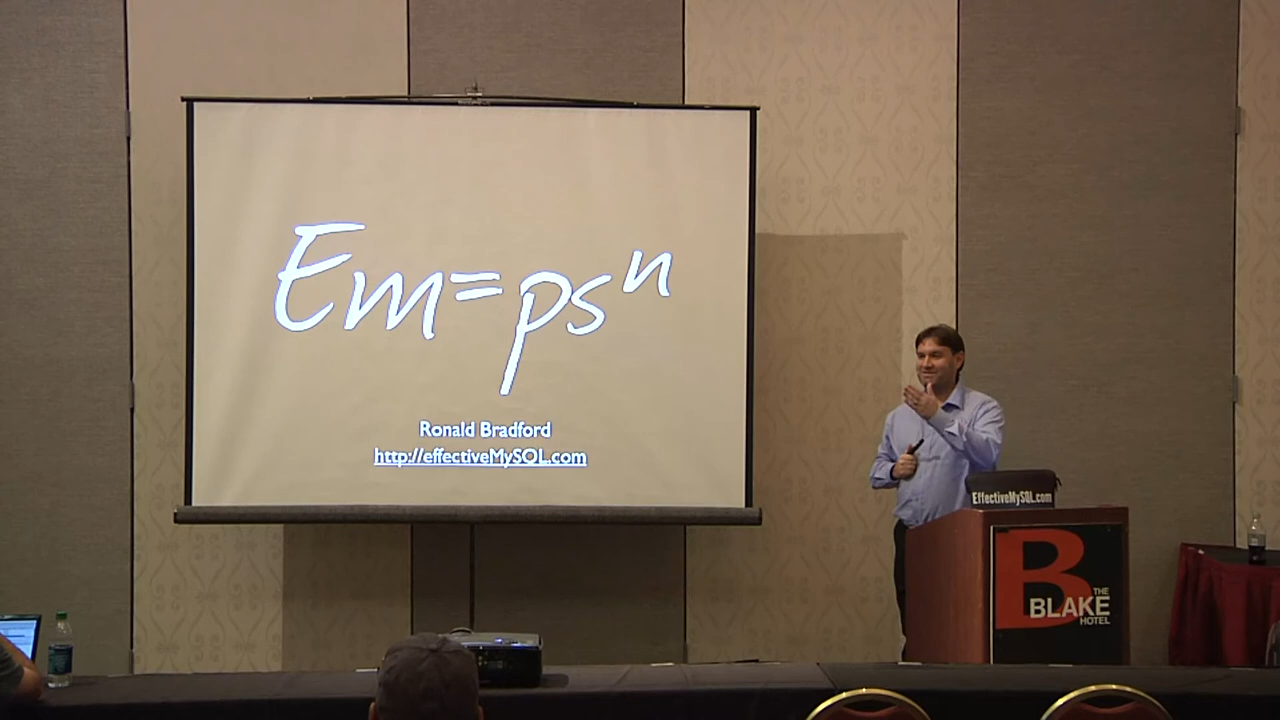 Em=psⁿ
Ronald Bradford
http://effectiveMySQL.com
EffectiveMySQL.com
B
THE
BLAKE
HOTEL